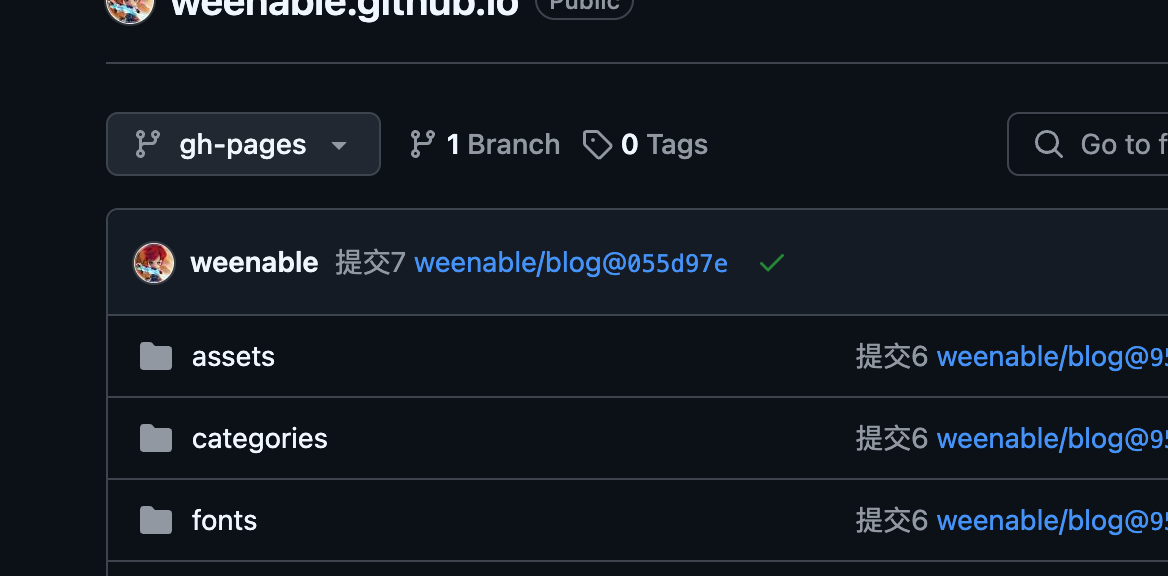 weenable.github.io Public
gh-pages 1 Branch 0 Tags Go to f
weenable 提交7 weenable/blog@055d97e
assets 提交6 weenable/blog@95
categories 提交6 weenable/blog@95
fonts 提交6 weenable/blog@95